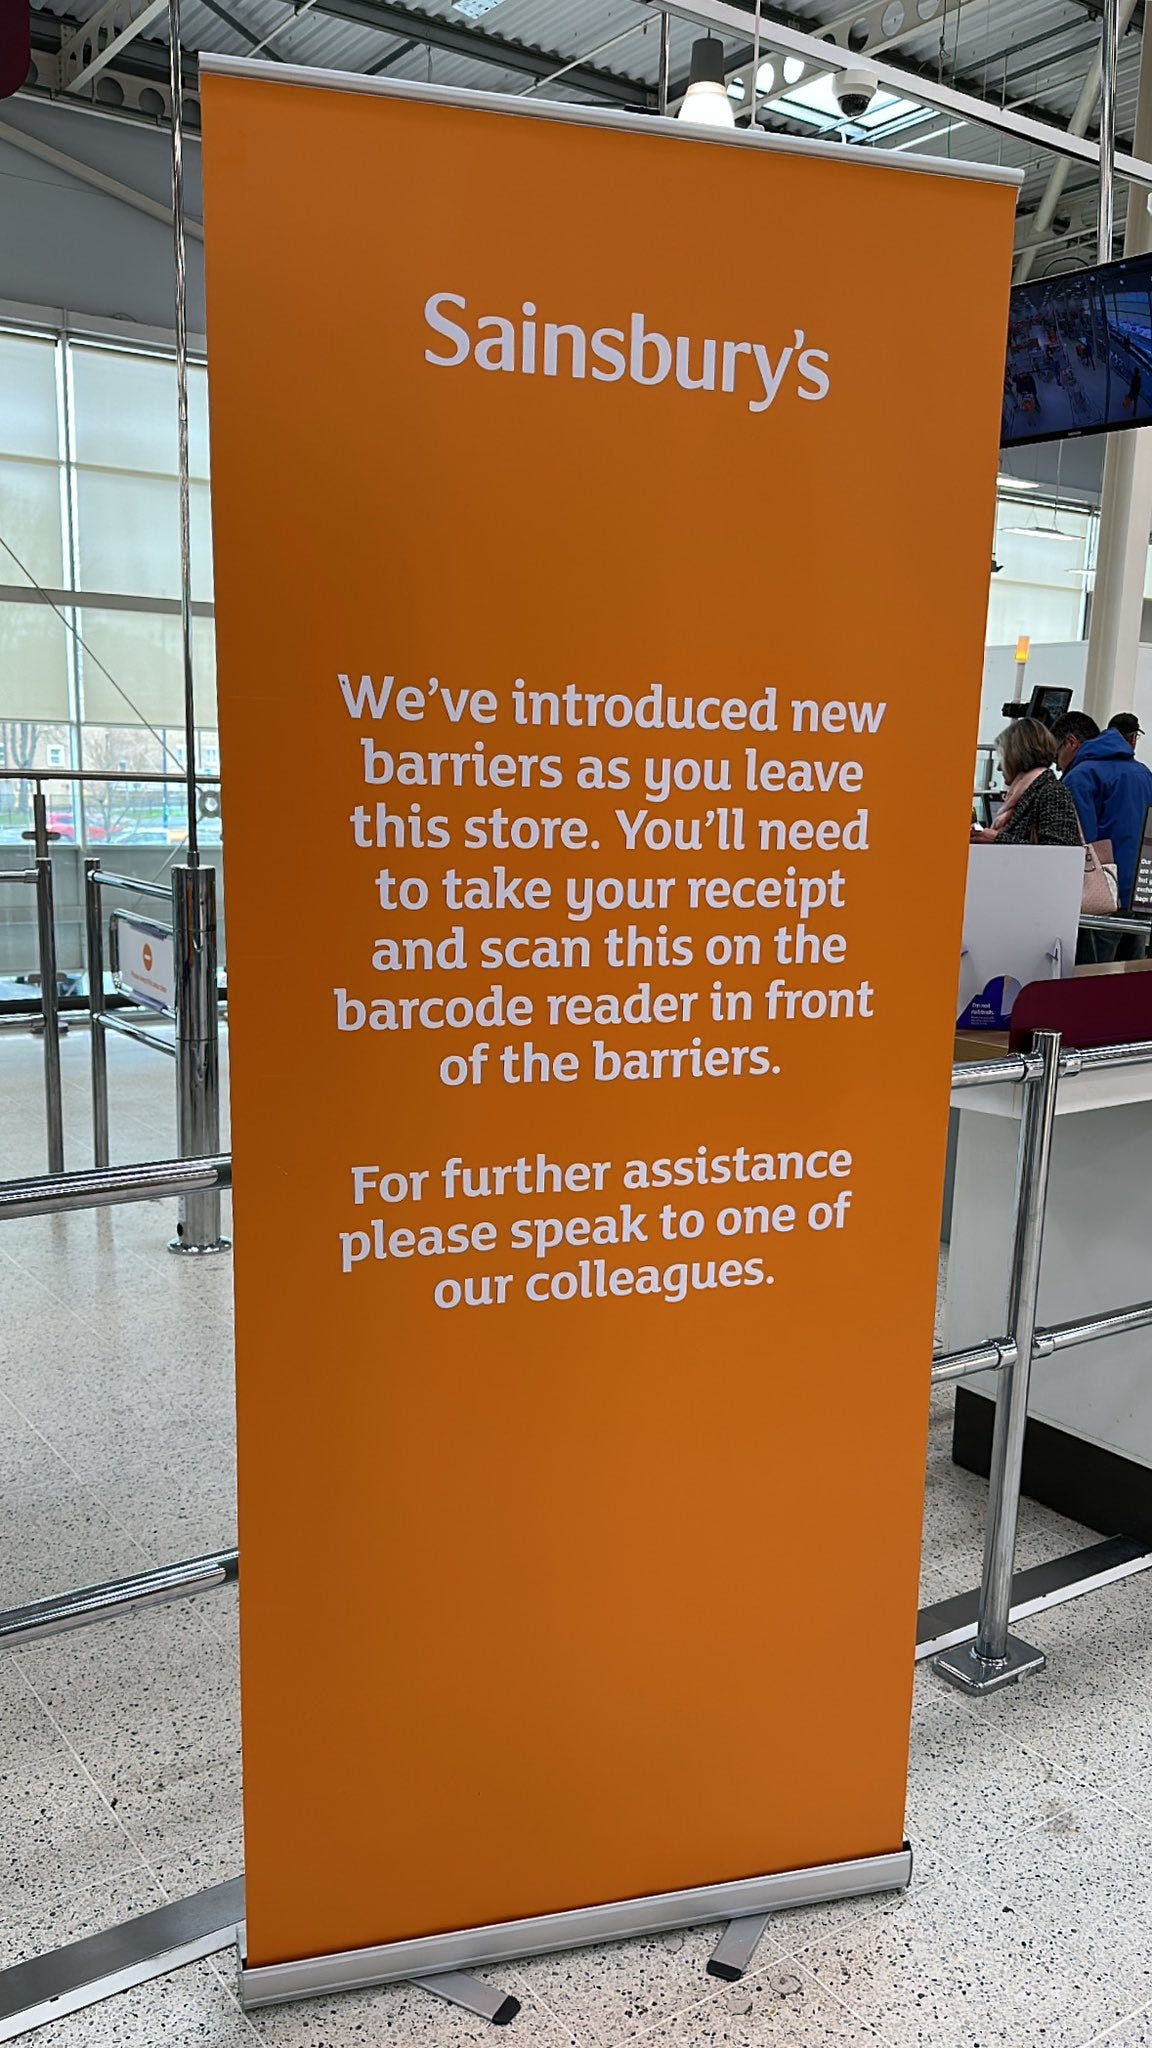 Sainsbury's
We've introduced new
barriers as you leave
this store. You'll need
to take your receipt
and scan this on the
barcode reader in front
of the barriers.
For further assistance
please speak to one of
our colleagues.